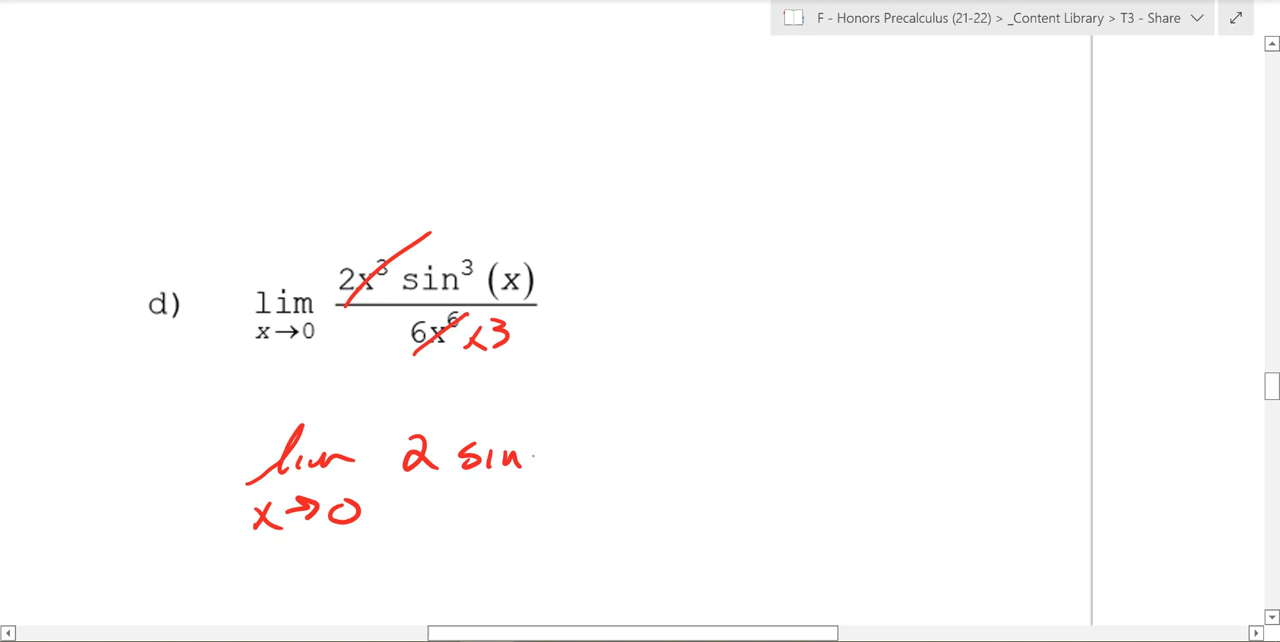 F - Honors Precalculus (21-22) > _Content Library > T3 - Share
d) lim x→0 2x³ sin³ (x) / 6x⁶ x3
lim 2 sin
x→0